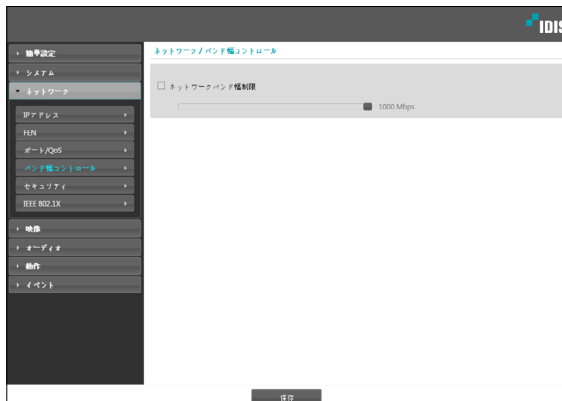 IDIS
簡単設定
システム
ネットワーク
IPアドレス
FEN
ポート/QoS
バンド幅コントロール
セキュリティ
IEEE 802.1X
映像
オーディオ
動作
イベント
ネットワーク / バンド幅コントロール
ネットワークバンド幅制限
1000 Mbps
保存